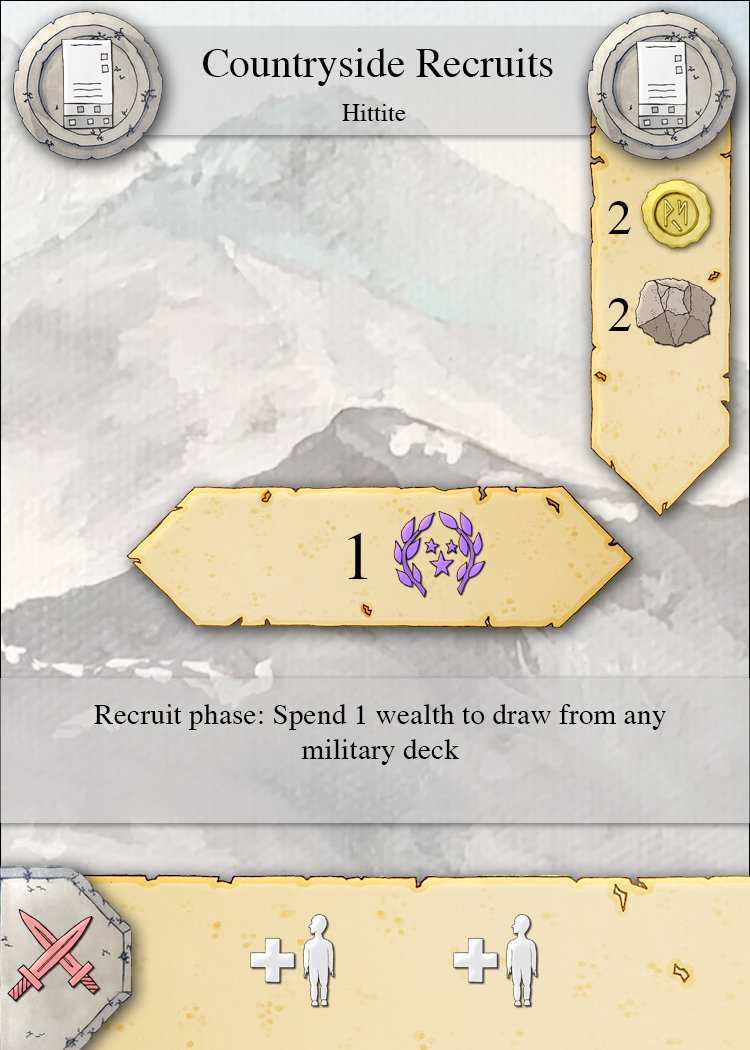 Countryside Recruits
Hittite
2
2
1
Recruit phase: Spend 1 wealth to draw from any
military deck